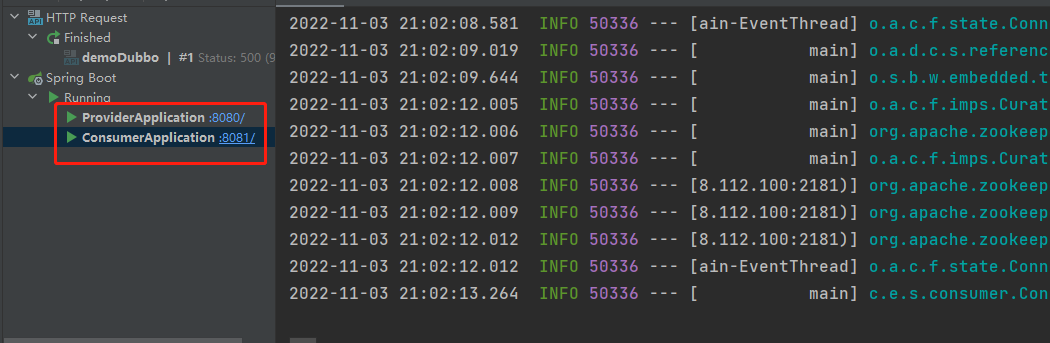 HTTP Request
Finished
demoDubbo | #1 Status: 500 (9
Spring Boot
Running
ProviderApplication :8080/
ConsumerApplication :8081/
2022-11-03 21:02:08.581 INFO 50336 --- [ain-EventThread] o.a.c.f.state.Conn
2022-11-03 21:02:09.019 INFO 50336 --- [ main] o.a.d.c.s.referenc
2022-11-03 21:02:09.644 INFO 50336 --- [ main] o.s.b.w.embedded.t
2022-11-03 21:02:12.005 INFO 50336 --- [ main] o.a.c.f.imps.Curat
2022-11-03 21:02:12.006 INFO 50336 --- [ main] org.apache.zookeep
2022-11-03 21:02:12.007 INFO 50336 --- [ main] o.a.c.f.imps.Curat
2022-11-03 21:02:12.008 INFO 50336 --- [8.112.100:2181)] org.apache.zookeep
2022-11-03 21:02:12.009 INFO 50336 --- [8.112.100:2181)] org.apache.zookeep
2022-11-03 21:02:12.012 INFO 50336 --- [8.112.100:2181)] org.apache.zookeep
2022-11-03 21:02:12.012 INFO 50336 --- [ain-EventThread] o.a.c.f.state.Conn
2022-11-03 21:02:13.264 INFO 50336 --- [ main] c.e.s.consumer.Con